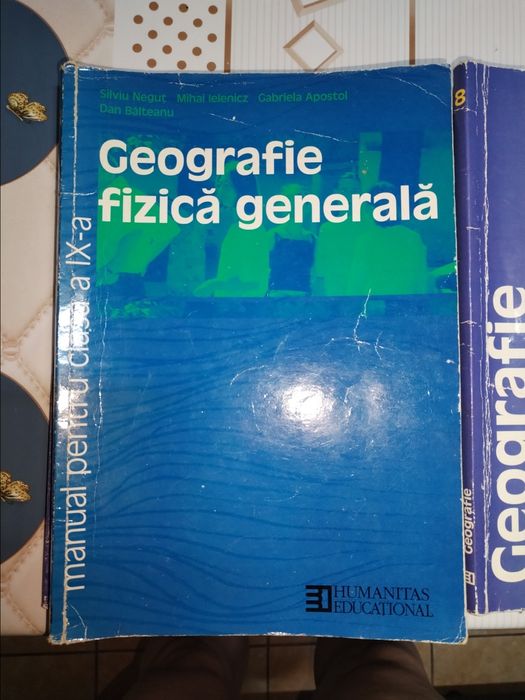 Silviu Neguț Mihai Ielenicz Gabriela Apostol
Dan Bălteanu
Geografie
fizică generală
manual pentru clasa a IX-a
HUMANITAS
EDUCAȚIONAL
8
Geografie
Geografie